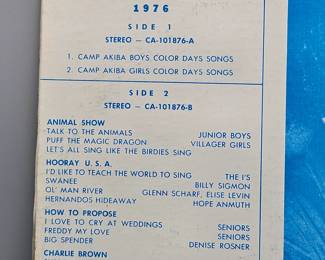 1976
SIDE 1
STEREO — CA-101876-A
1. CAMP AKIBA BOYS COLOR DAYS SONGS
2. CAMP AKIBA GIRLS COLOR DAYS SONGS
SIDE 2
STEREO — CA-101876-B
ANIMAL SHOW
TALK TO THE ANIMALS JUNIOR BOYS
PUFF THE MAGIC DRAGON VILLAGER GIRLS
LET'S ALL SING LIKE THE BIRDIES SING
HOORAY U. S. A.
I'D LIKE TO TEACH THE WORLD TO SING THE I'S
SWANEE BILLY SIGMON
OL' MAN RIVER GLENN SCHARF, ELISE LEVIN
HERNANDOS HIDEAWAY HOPE ANMUTH
HOW TO PROPOSE
I LOVE TO CRY AT WEDDINGS SENIORS
FREDDY MY LOVE SENIORS
BIG SPENDER DENISE ROSNER
CHARLIE BROWN